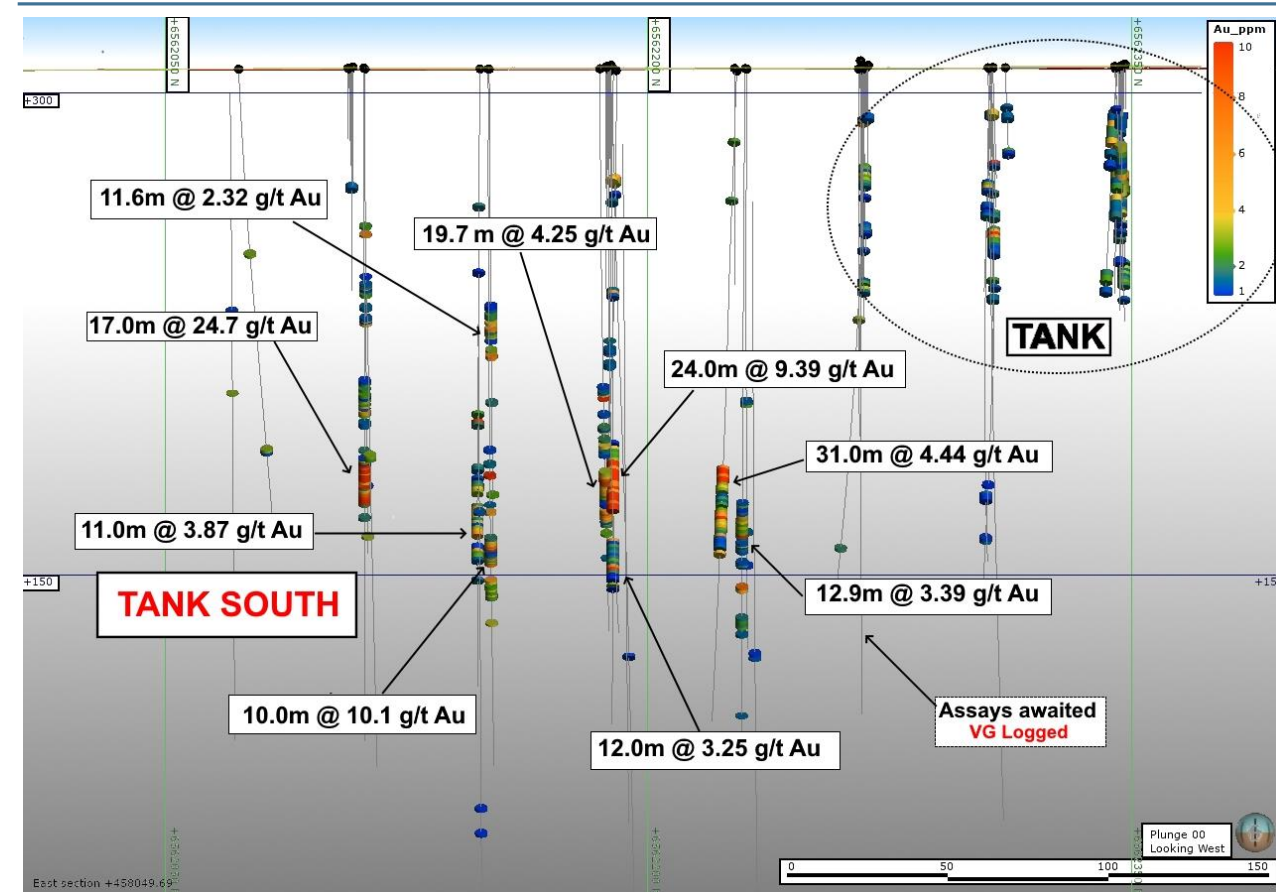 +6562050 N
+6562200 N
+6562350 N
Au_ppm
10
8
6
4
2
1
+300
11.6m @ 2.32 g/t Au
19.7 m @ 4.25 g/t Au
17.0m @ 24.7 g/t Au
TANK
24.0m @ 9.39 g/t Au
31.0m @ 4.44 g/t Au
11.0m @ 3.87 g/t Au
+150
+15
TANK SOUTH
12.9m @ 3.39 g/t Au
10.0m @ 10.1 g/t Au
Assays awaited
VG Logged
12.0m @ 3.25 g/t Au
Plunge 00
Looking West
0 50 100 150
East section +458049.69